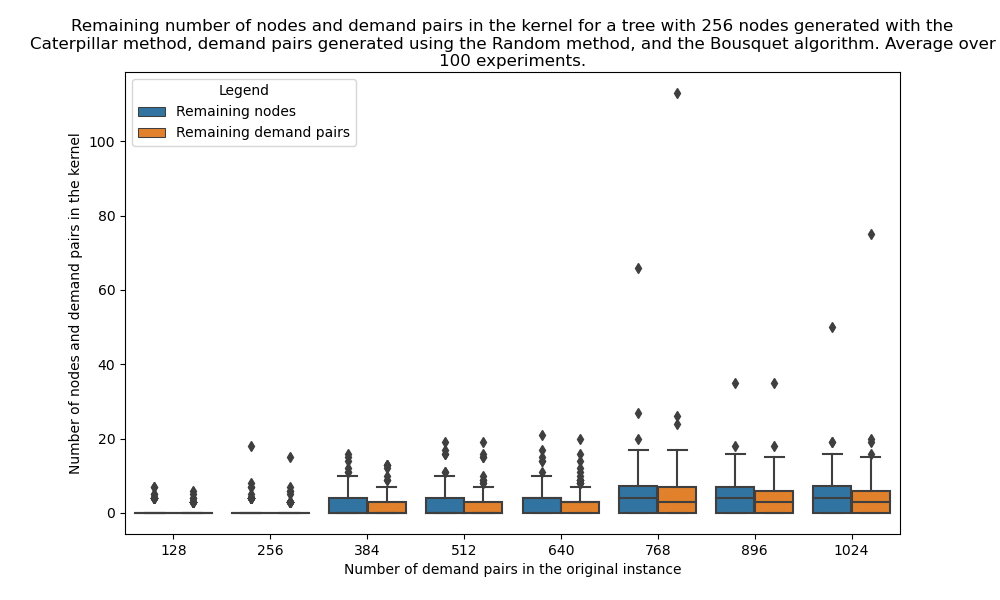 Remaining number of nodes and demand pairs in the kernel for a tree with 256 nodes generated with the
Caterpillar method, demand pairs generated using the Random method, and the Bousquet algorithm. Average over
100 experiments.
Legend
Remaining nodes
Remaining demand pairs
Number of nodes and demand pairs in the kernel
100
80
60
40
20
0
128 256 384 512 640 768 896 1024
Number of demand pairs in the original instance